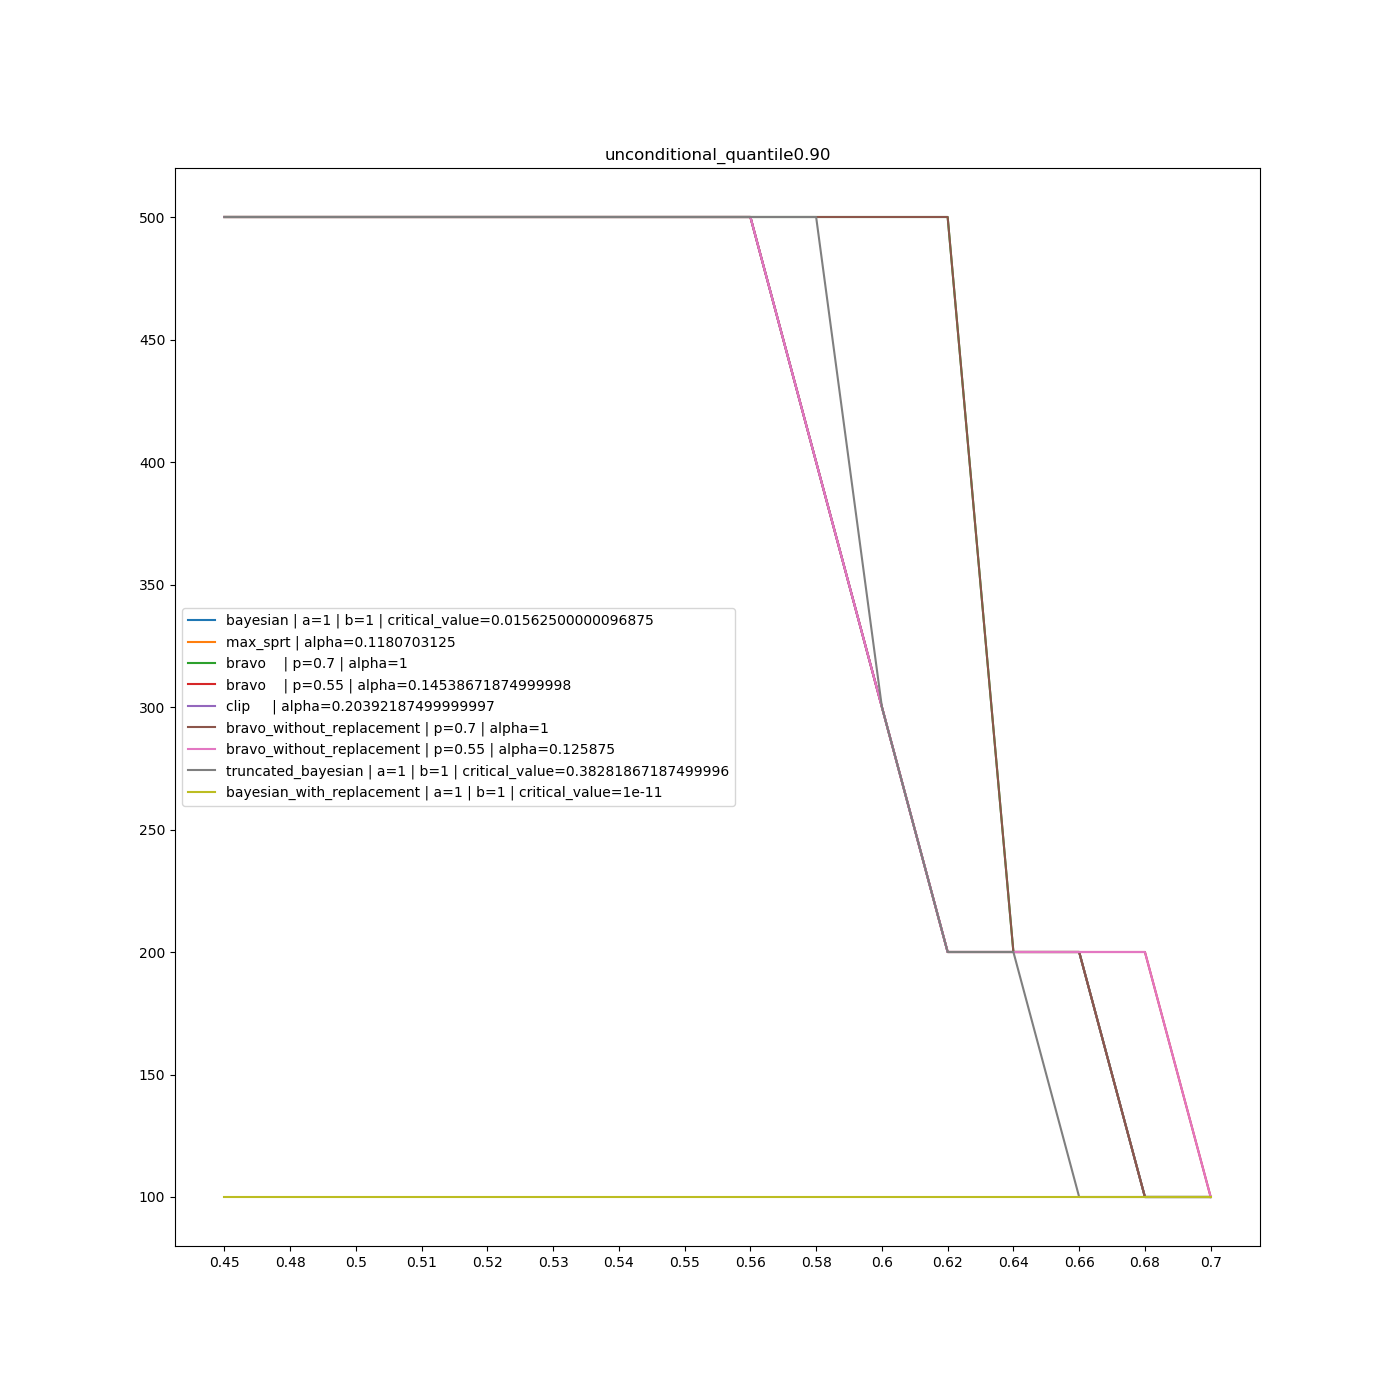 unconditional_quantile0.90
500
450
400
350
300
250
200
150
100
bayesian | a=1 | b=1 | critical_value=0.01562500000096875
max_sprt | alpha=0.1180703125
bravo    | p=0.7 | alpha=1
bravo    | p=0.55 | alpha=0.14538671874999998
clip     | alpha=0.20392187499999997
bravo_without_replacement | p=0.7 | alpha=1
bravo_without_replacement | p=0.55 | alpha=0.125875
truncated_bayesian | a=1 | b=1 | critical_value=0.38281867187499996
bayesian_with_replacement | a=1 | b=1 | critical_value=1e-11
0.45 0.48 0.5 0.51 0.52 0.53 0.54 0.55 0.56 0.58 0.6 0.62 0.64 0.66 0.68 0.7